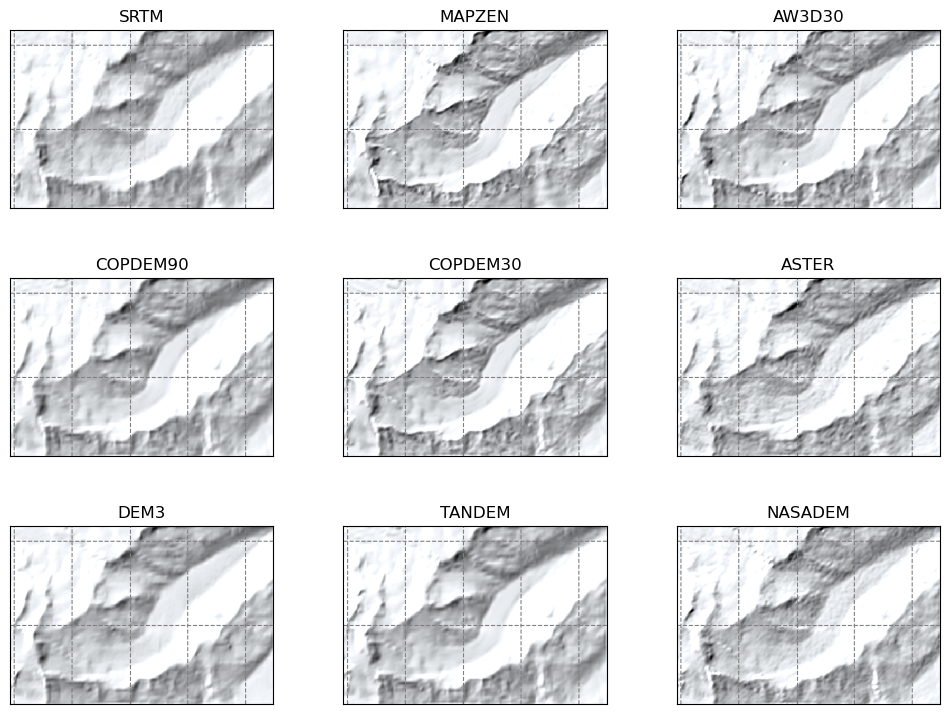 SRTM
MAPZEN
AW3D30
COPDEM90
COPDEM30
ASTER
DEM3
TANDEM
NASADEM